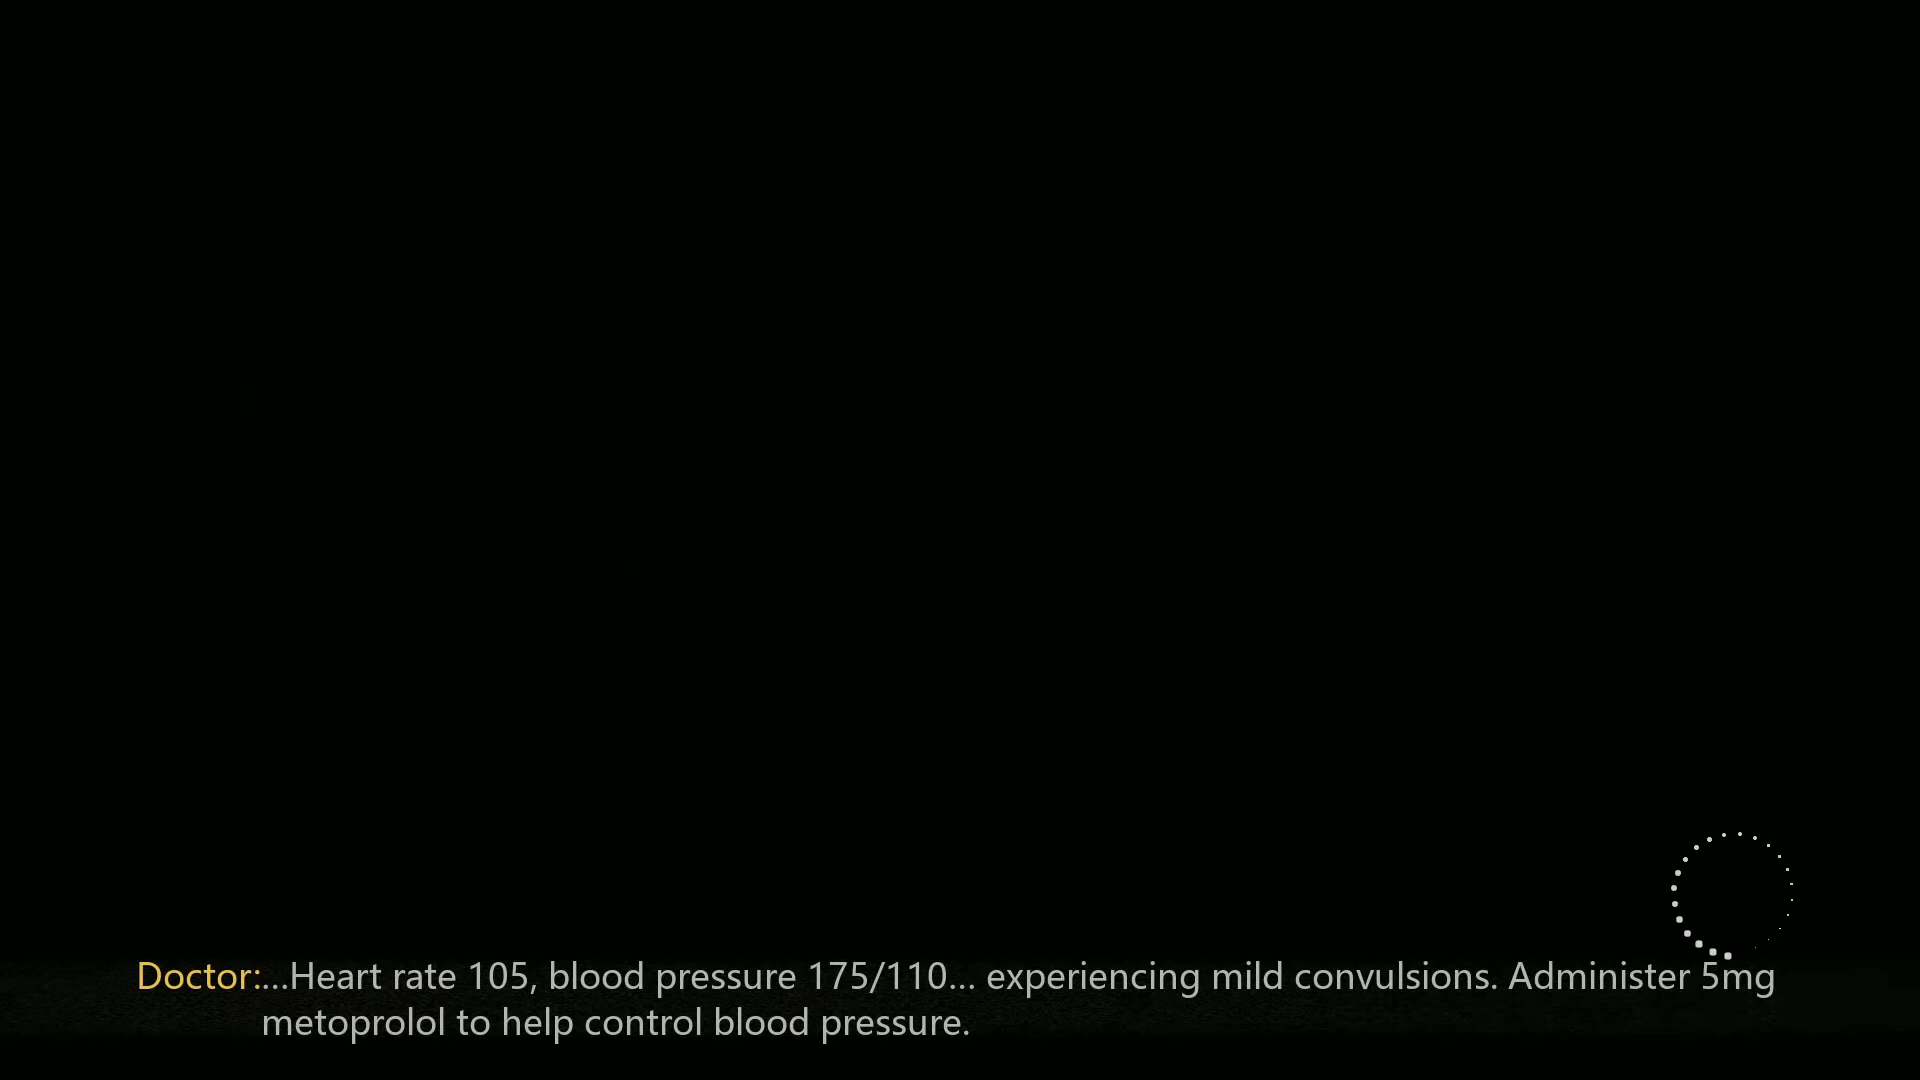 Doctor:...Heart rate 105, blood pressure 175/110... experiencing mild convulsions. Administer 5mg
metoprolol to help control blood pressure.